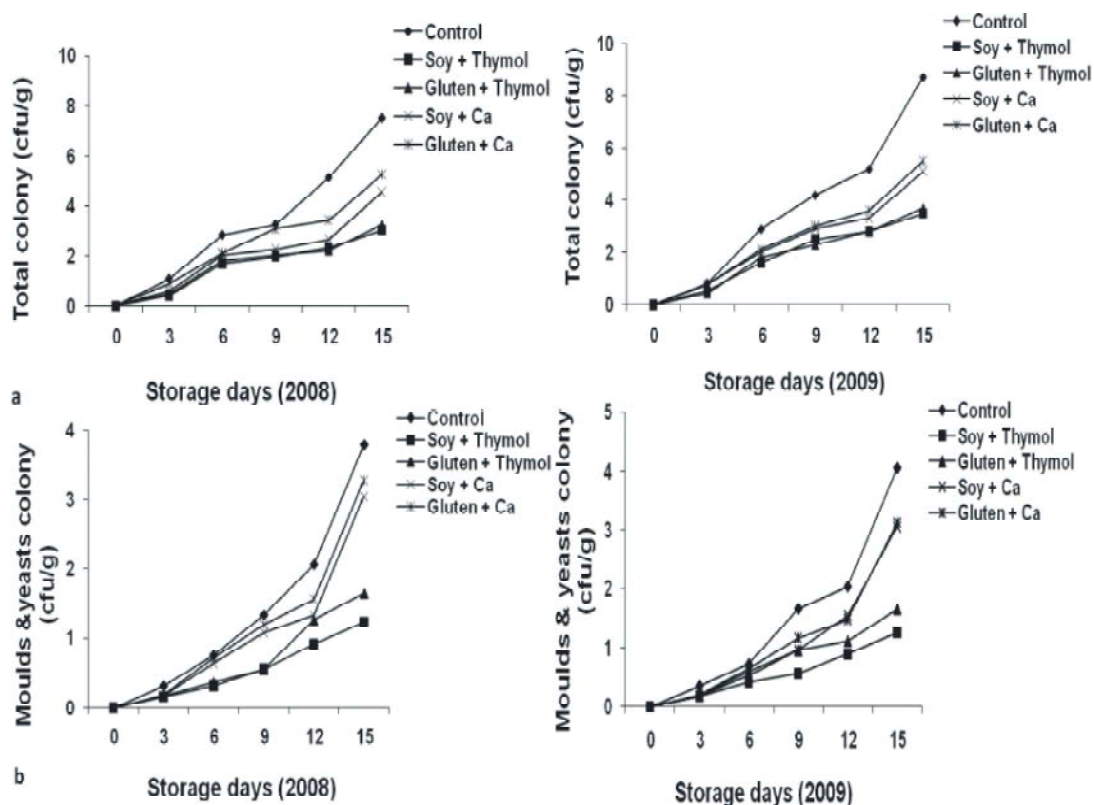 Control
Soy + Thymol
Gluten + Thymol
Soy + Ca
Gluten + Ca
Total colony (cfu/g)
10
8
6
4
2
0
0 3 6 9 12 15
Storage days (2008)
Control
Soy + Thymol
Gluten + Thymol
Soy + Ca
Gluten + Ca
Total colony (cfu/g)
10
8
6
4
2
0
0 3 6 9 12 15
Storage days (2009)
a
Control
Soy + Thymol
Gluten + Thymol
Soy + Ca
Gluten + Ca
Moulds &yeasts colony
(cfu/g)
4
3
2
1
0
0 3 6 9 12 15
Storage days (2008)
Control
Soy + Thymol
Gluten + Thymol
Soy + Ca
Gluten + Ca
Moulds & yeasts colony
(cfu/g)
5
4
3
2
1
0
0 3 6 9 12 15
Storage days (2009)
b